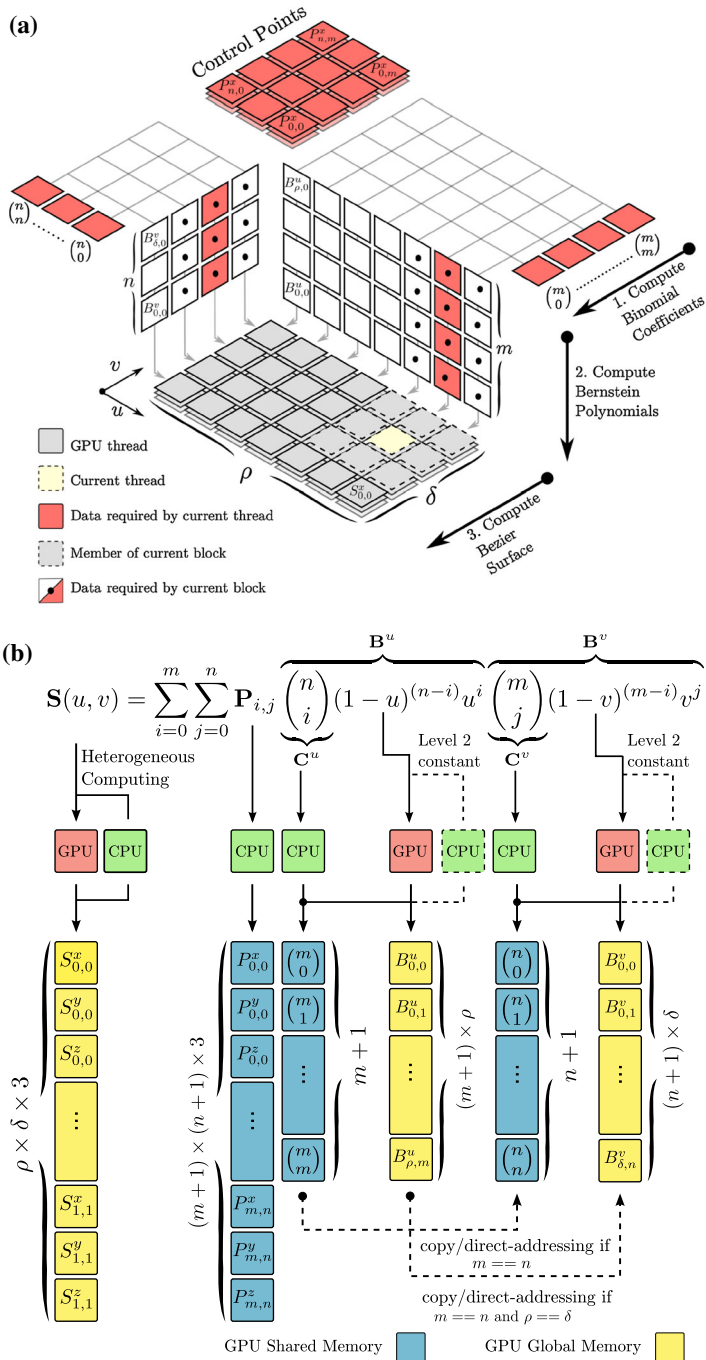 (a)
Control Points
P^x_{n,m}
P^x_{n,0}
P^x_{0,m}
P^x_{0,0}
B^u_{ρ,0}
B^v_{δ,0}
B^v_{0,0}
B^u_{0,0}
(n n) ........ (n 0)
(m 0) ........ (m m)
n
m
v
u
ρ
δ
S^x_{0,0}
1. Compute
Binomial
Coefficients
2. Compute
Bernstein
Polynomials
3. Compute
Bezier
Surface
GPU thread
Current thread
Data required by current thread
Member of current block
Data required by current block
(b)
B^u B^v
S(u, v) = ∑_{i=0}^{m} ∑_{j=0}^{n} P_{i,j} (n i) (1 − u)^{(n−i)} u^i (m j) (1 − v)^{(m−i)} v^j
Heterogeneous
Computing
C^u
Level 2
constant
C^v
Level 2
constant
GPU CPU CPU CPU GPU CPU CPU GPU CPU
ρ × δ × 3
S^x_{0,0}
S^y_{0,0}
S^z_{0,0}
...
S^x_{1,1}
S^y_{1,1}
S^z_{1,1}
(m + 1) × (n + 1) × 3
P^x_{0,0}
P^y_{0,0}
P^z_{0,0}
...
P^x_{m,n}
P^y_{m,n}
P^z_{m,n}
(m 0)
(m 1)
...
(m m)
m + 1
B^u_{0,0}
B^u_{0,1}
...
B^u_{ρ,m}
(m + 1) × ρ
(n 0)
(n 1)
...
(n n)
n + 1
B^v_{0,0}
B^v_{0,1}
...
B^v_{δ,n}
(n + 1) × δ
copy/direct-addressing if
m == n
copy/direct-addressing if
m == n and ρ == δ
GPU Shared Memory
GPU Global Memory